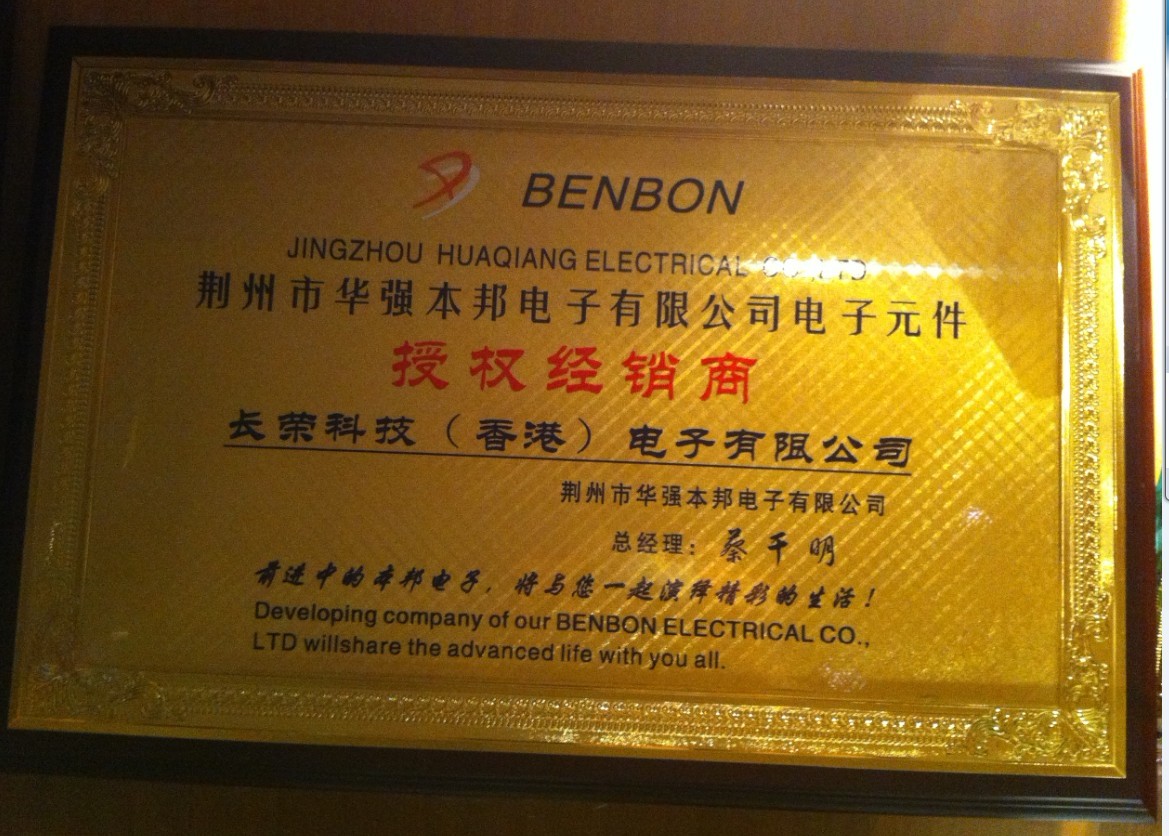 BENBON
JINGZHOU HUAQIANG ELECTRICAL CO.,LTD
荆州市华强本邦电子有限公司电子元件
授权经销商
长荣科技（香港）电子有限公司
荆州市华强本邦电子有限公司
总经理：蔡千明
前进中的本邦电子，将与您一起演绎精彩的生活！
Developing company of our BENBON ELECTRICAL CO.,
LTD willshare the advanced life with you all.